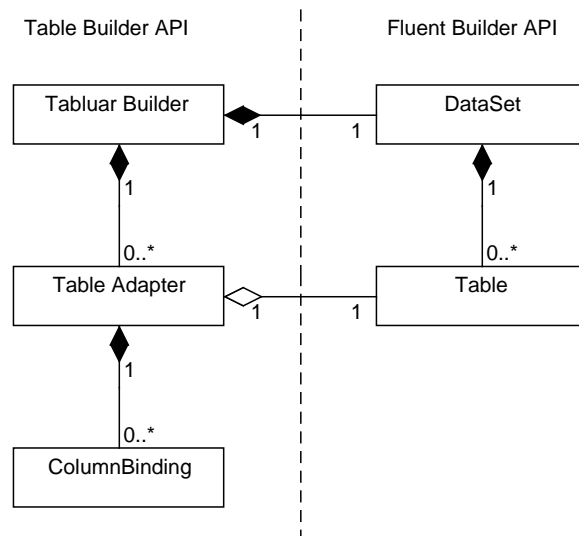 Table Builder API
Fluent Builder API
Tabluar Builder
DataSet
1
1
1
1
0..*
0..*
Table Adapter
Table
1
1
1
0..*
ColumnBinding